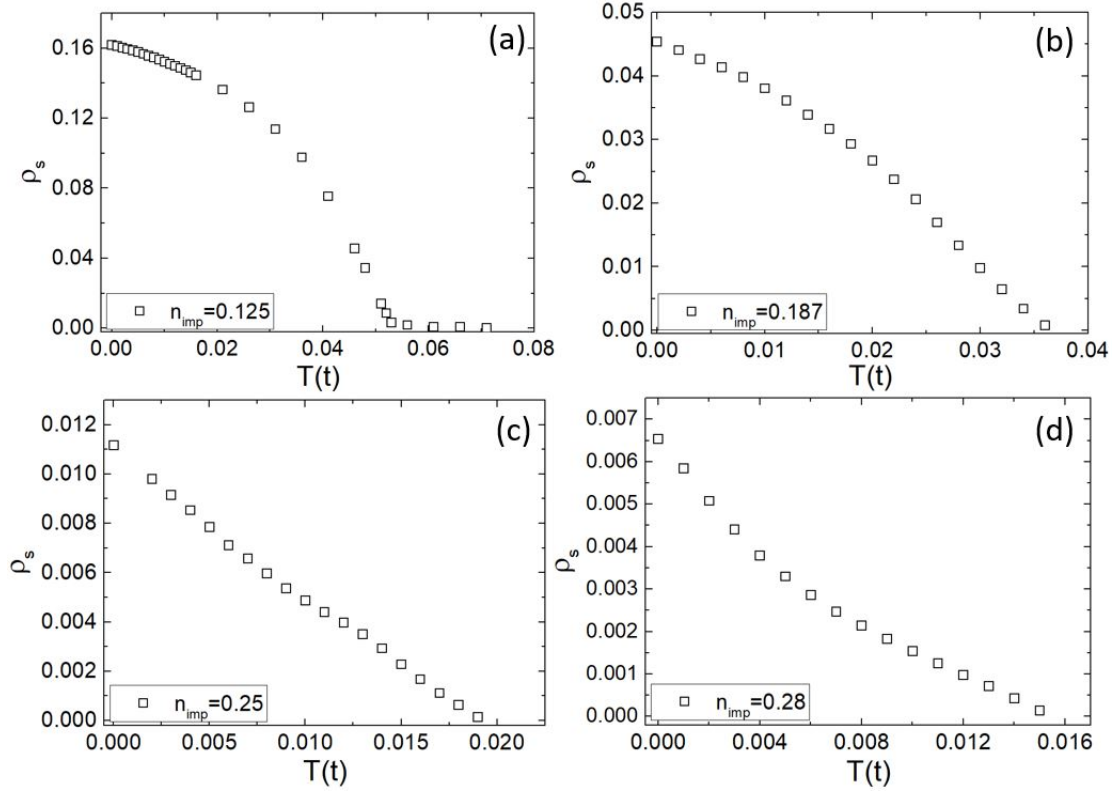 (a)
ρs
0.16
0.12
0.08
0.04
0.00
n_imp=0.125
0.00 0.02 0.04 0.06 0.08
T(t)
(b)
ρs
0.05
0.04
0.03
0.02
0.01
0.00
n_imp=0.187
0.00 0.01 0.02 0.03 0.04
T(t)
(c)
ρs
0.012
0.010
0.008
0.006
0.004
0.002
0.000
n_imp=0.25
0.000 0.005 0.010 0.015 0.020
T(t)
(d)
ρs
0.007
0.006
0.005
0.004
0.003
0.002
0.001
0.000
n_imp=0.28
0.000 0.004 0.008 0.012 0.016
T(t)